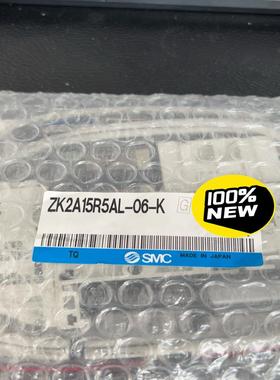 ZK2A15R5AL-06-K G
100%
NEW
TQ SMC MADE IN JAPAN